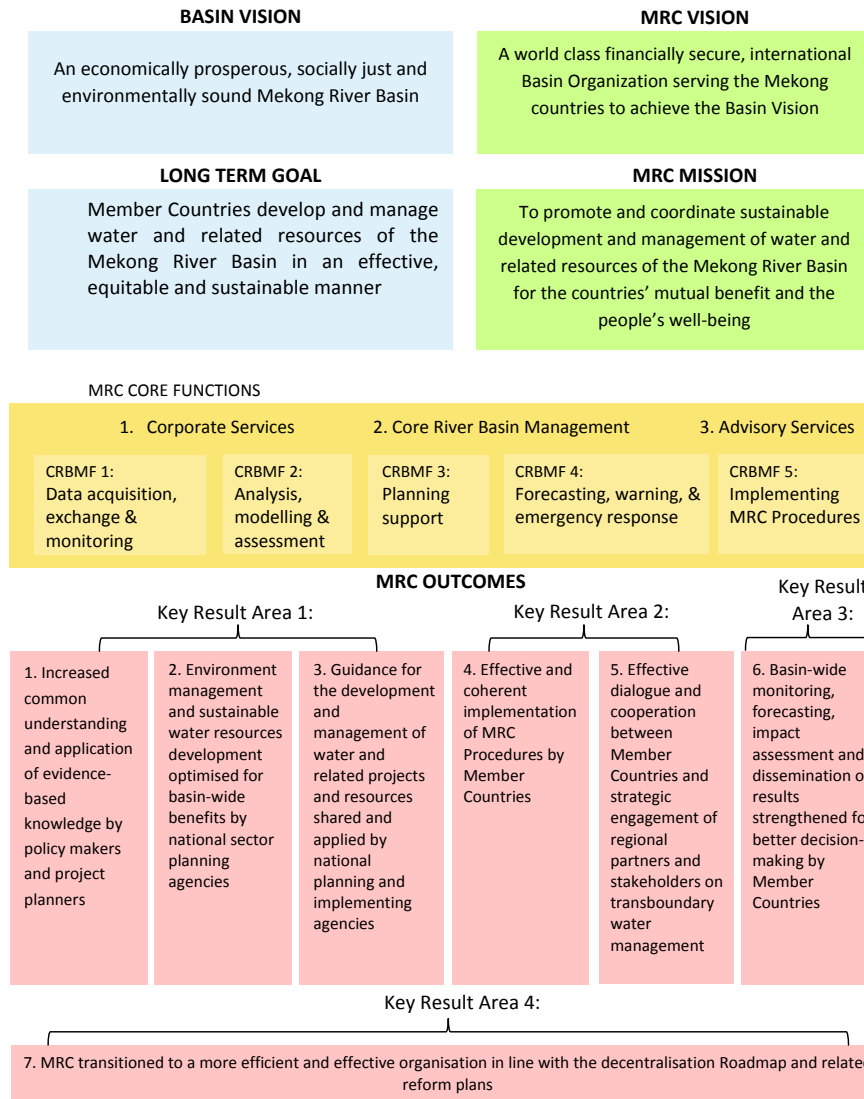 BASIN VISION
An economically prosperous, socially just and
environmentally sound Mekong River Basin
MRC VISION
A world class financially secure, international
Basin Organization serving the Mekong
countries to achieve the Basin Vision
LONG TERM GOAL
Member Countries develop and manage
water and related resources of the
Mekong River Basin in an effective,
equitable and sustainable manner
MRC MISSION
To promote and coordinate sustainable
development and management of water and
related resources of the Mekong River Basin
for the countries' mutual benefit and the
people's well-being
MRC CORE FUNCTIONS
1. Corporate Services
2. Core River Basin Management
3. Advisory Services
CRBMF 1:
Data acquisition,
exchange &
monitoring
CRBMF 2:
Analysis,
modelling &
assessment
CRBMF 3:
Planning
support
CRBMF 4:
Forecasting, warning, &
emergency response
CRBMF 5:
Implementing
MRC Procedures
MRC OUTCOMES
Key Result Area 1:
Key Result Area 2:
Key Result
Area 3:
1. Increased
common
understanding
and application
of evidence-
based
knowledge by
policy makers
and project
planners
2. Environment
management
and sustainable
water resources
development
optimised for
basin-wide
benefits by
national sector
planning
agencies
3. Guidance for
the development
and
management of
water and
related projects
and resources
shared and
applied by
national
planning and
implementing
agencies
4. Effective and
coherent
implementation
of MRC
Procedures by
Member
Countries
5. Effective
dialogue and
cooperation
between
Member
Countries and
strategic
engagement of
regional
partners and
stakeholders on
transboundary
water
management
6. Basin-wide
monitoring,
forecasting,
impact
assessment and
dissemination o
results
strengthened fo
better decision-
making by
Member
Countries
Key Result Area 4:
7. MRC transitioned to a more efficient and effective organisation in line with the decentralisation Roadmap and related
reform plans